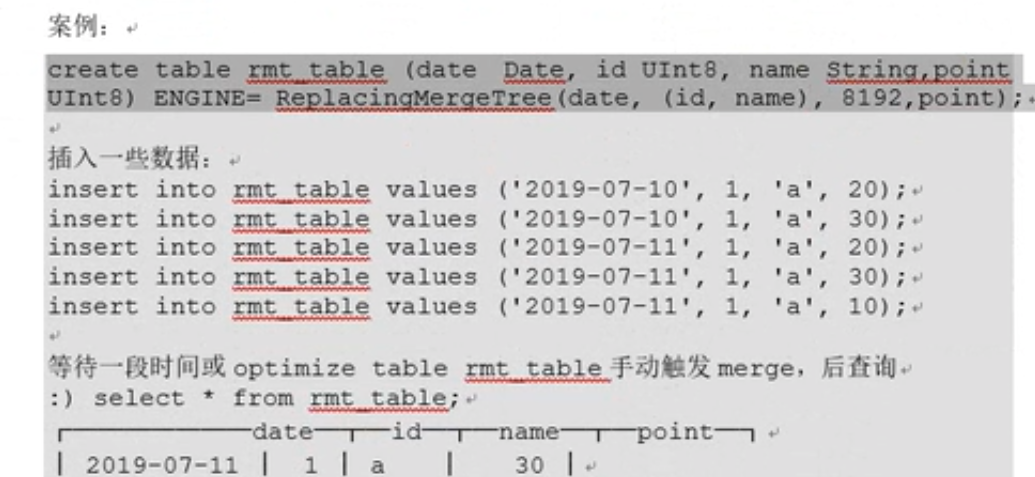 案例：
create table rmt_table (date  Date, id UInt8, name String,point
UInt8) ENGINE= ReplacingMergeTree(date, (id, name), 8192,point);
插入一些数据：
insert into rmt_table values ('2019-07-10', 1, 'a', 20);
insert into rmt_table values ('2019-07-10', 1, 'a', 30);
insert into rmt_table values ('2019-07-11', 1, 'a', 20);
insert into rmt_table values ('2019-07-11', 1, 'a', 30);
insert into rmt_table values ('2019-07-11', 1, 'a', 10);
等待一段时间或 optimize table rmt_table 手动触发 merge，后查询
:) select * from rmt_table;
┌───────date─┬─id─┬─name─┬─point─┐
│ 2019-07-11 │ 1 │ a │ 30 │